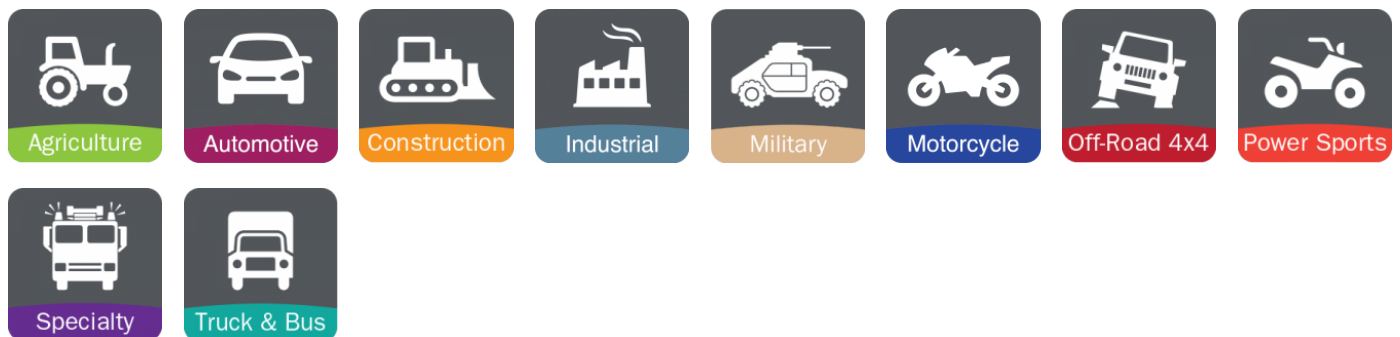 Agriculture
Automotive
Construction
Industrial
Military
Motorcycle
Off-Road 4x4
Power Sports
Specialty
Truck & Bus